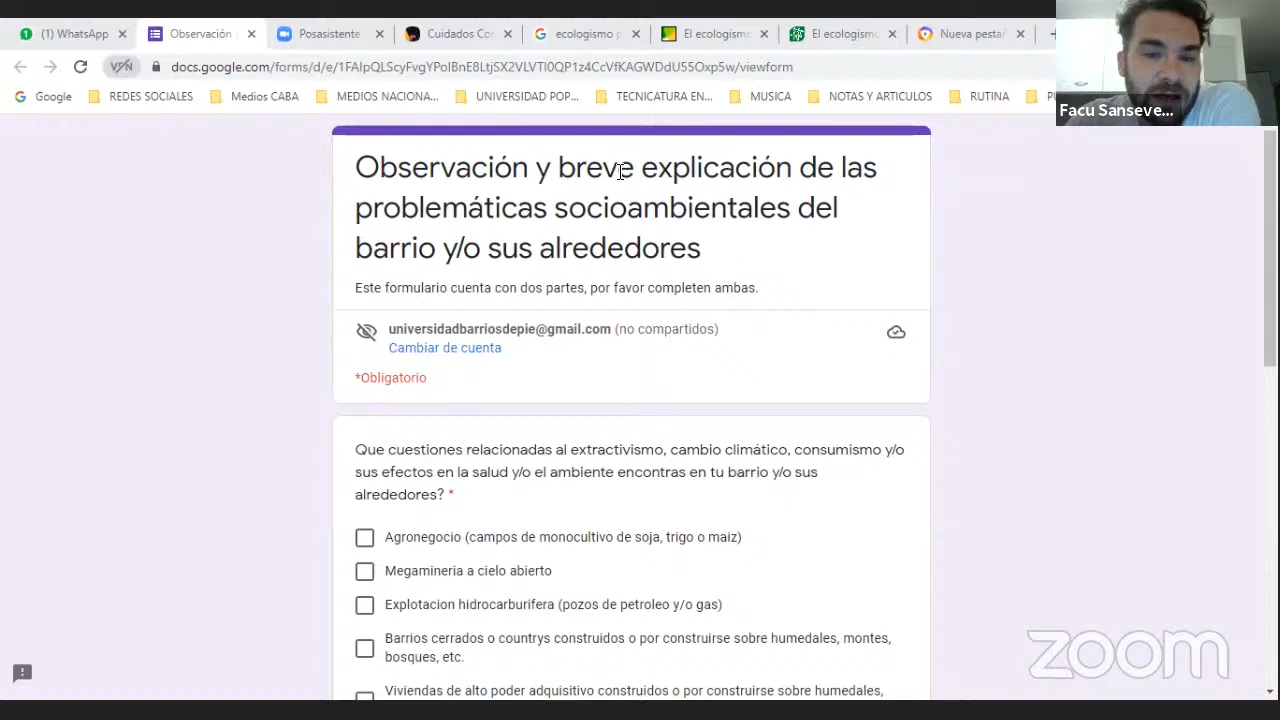 (1) WhatsApp
Observación
Posasistente
Cuidados Co
ecologismo p
El ecologism
El ecologism
Nueva pesta
VPN
docs.google.com/forms/d/e/
/viewform
Google
REDES SOCIALES
Medios CABA
MEDIOS NACIONA...
UNIVERSIDAD POP...
TECNICATURA EN...
MUSICA
NOTAS Y ARTICULOS
RUTINA
Facu Sanseve...
Observación y breve explicación de las
problemáticas socioambientales del
barrio y/o sus alrededores
Este formulario cuenta con dos partes, por favor completen ambas.
universidadbarriosdepie@gmail.com (no compartidos)
Cambiar de cuenta
*Obligatorio
Que cuestiones relacionadas al extractivismo, cambio climático, consumismo y/o
sus efectos en la salud y/o el ambiente encontras en tu barrio y/o sus
alrededores? *
Agronegocio (campos de monocultivo de soja, trigo o maiz)
Megamineria a cielo abierto
Explotacion hidrocarburifera (pozos de petroleo y/o gas)
Barrios cerrados o countrys construidos o por construirse sobre humedales, montes,
bosques, etc.
Viviendas de alto poder adquisitivo construidos o por construirse sobre humedales,
zoom